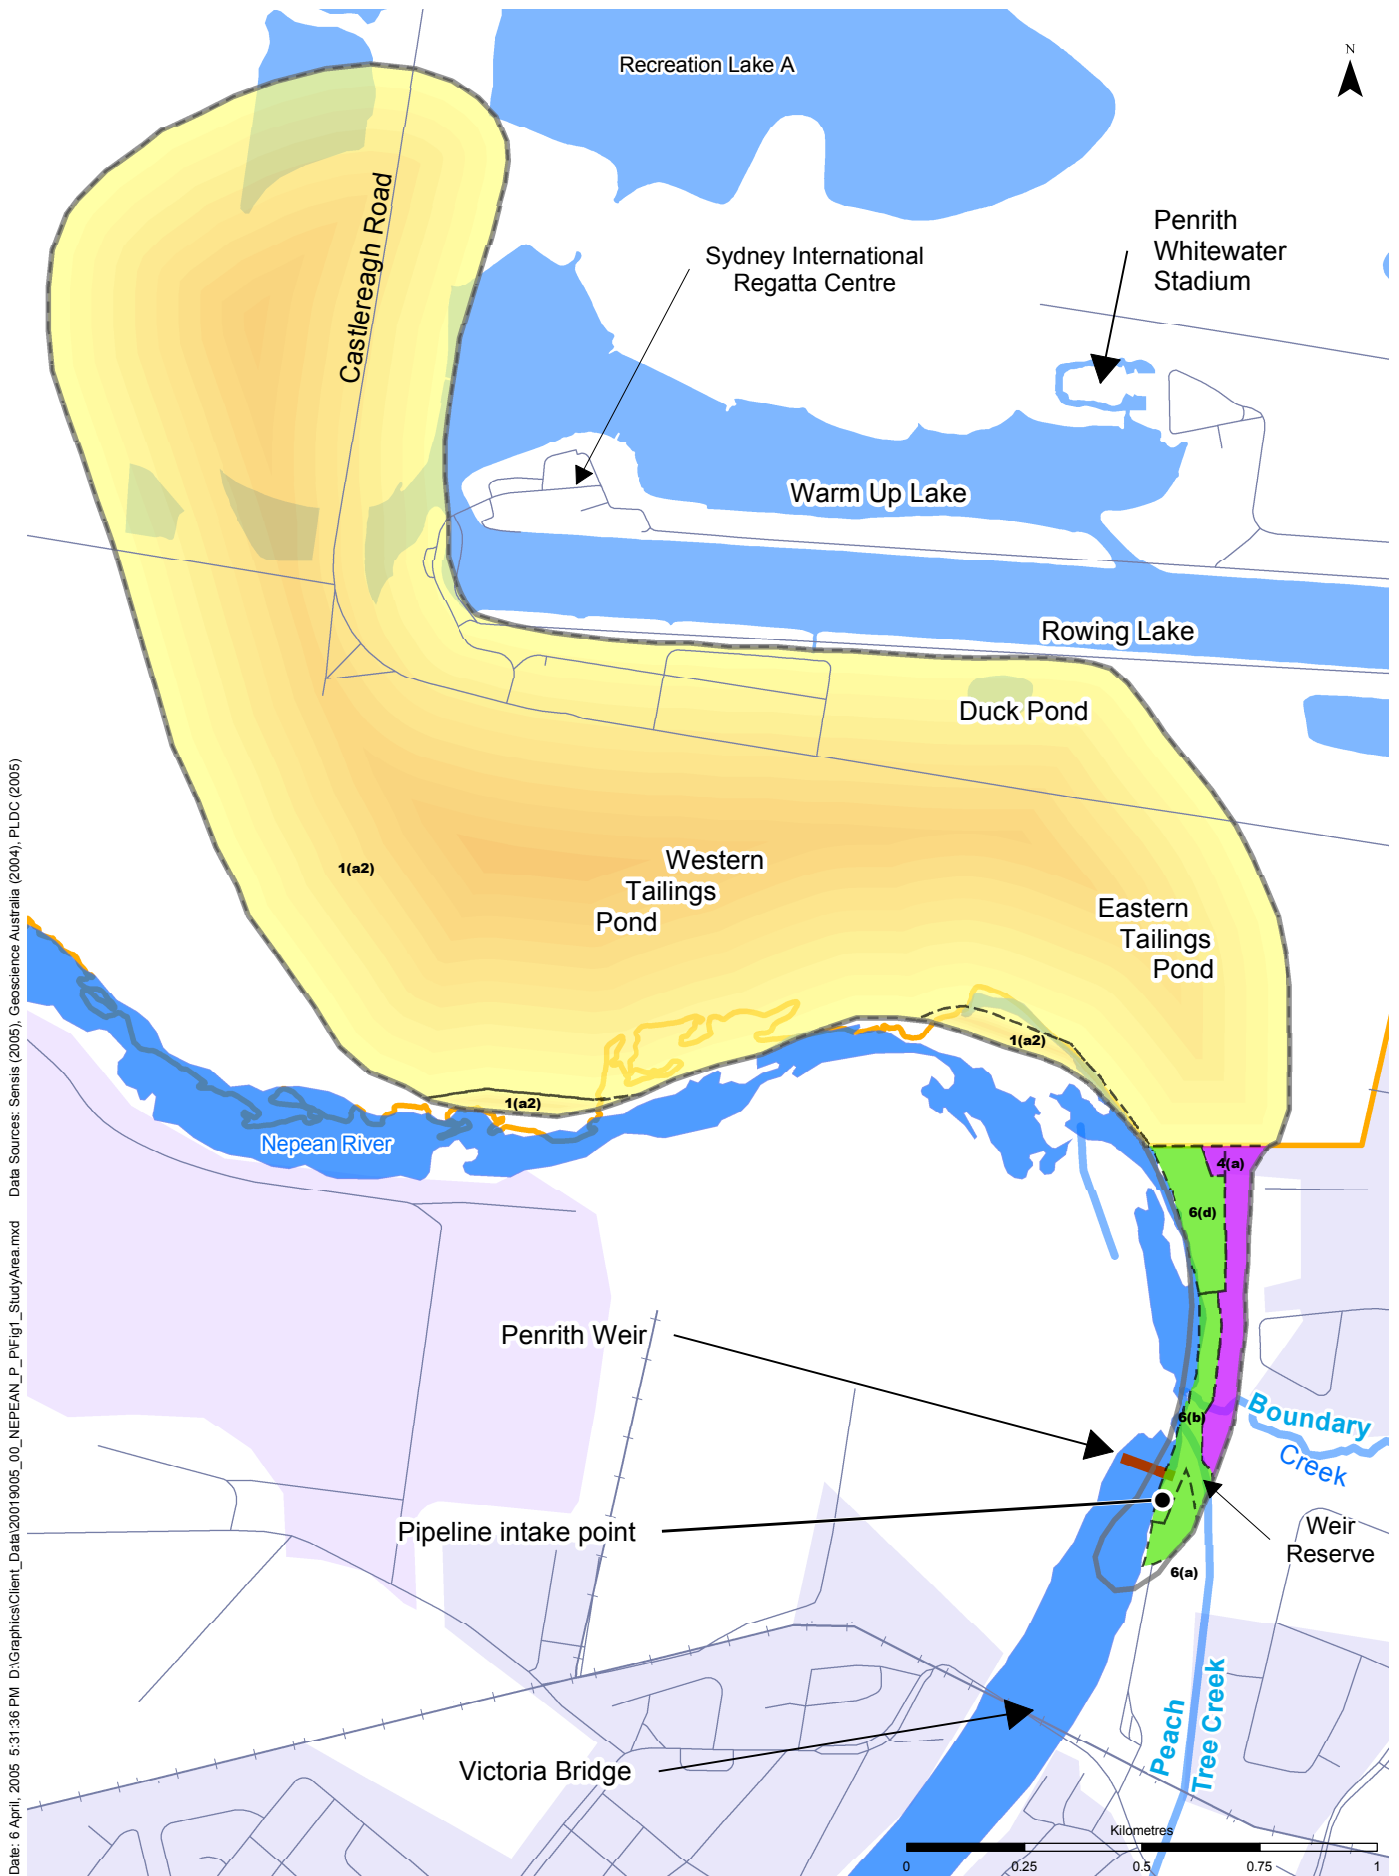 Recreation Lake A
N
Penrith
Whitewater
Stadium
Sydney International
Regatta Centre
Castlereagh Road
Warm Up Lake
Rowing Lake
Duck Pond
Western
Tailings
Pond
1(a2)
Eastern
Tailings
Pond
1(a2)
1(a2)
Nepean River
4(a)
6(d)
Penrith Weir
6(b)
Boundary
Creek
Pipeline intake point
Weir
Reserve
6(a)
Peach
Tree Creek
Victoria Bridge
Kilometres
0 0.25 0.5 0.75 1
Date: 6 April, 2005 5:31:36 PM D:\Graphics\Client_Data\20019005_00_NEPEAN_P_P\Fig1_StudyArea.mxd Data Sources: Sensis (2005), Geoscience Australia (2004), PLDC (2005)